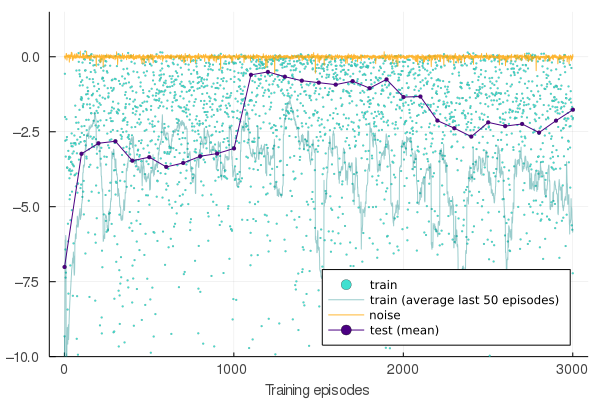 0.0
−2.5
−5.0
−7.5
−10.0
0
1000
2000
3000
Training episodes
train
train (average last 50 episodes)
noise
test (mean)